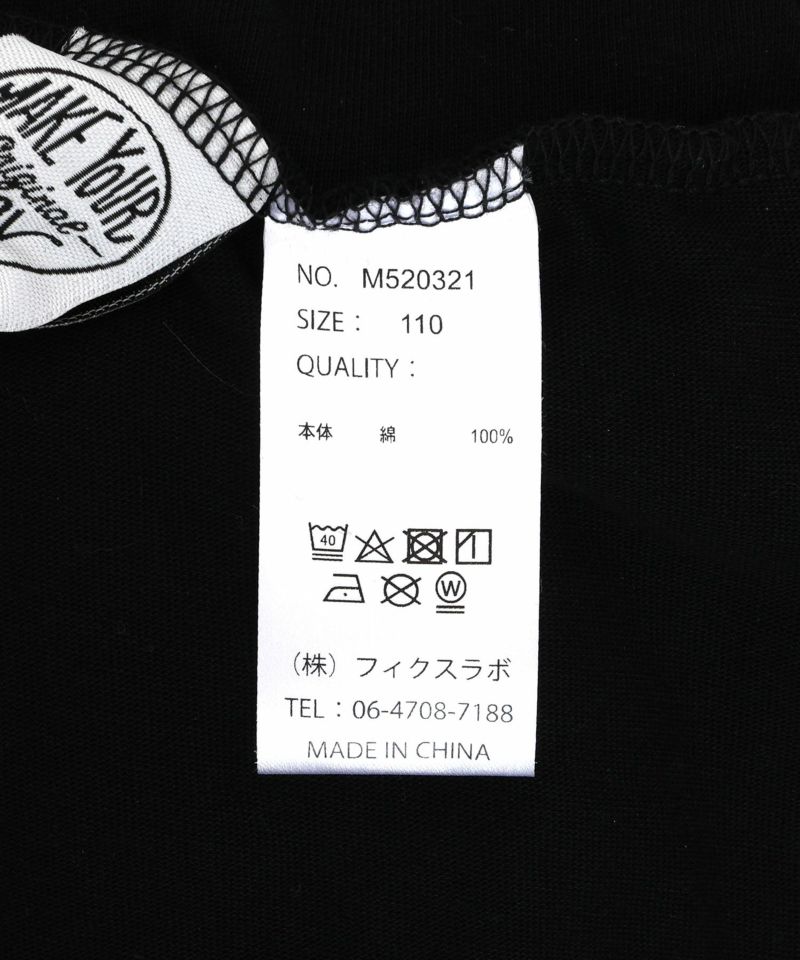 MAKE YOUR
original
NO. M520321
SIZE : 110
QUALITY :
本体 綿 100%
40
W
(株) フィクスラボ
TEL : 06-4708-7188
MADE IN CHINA